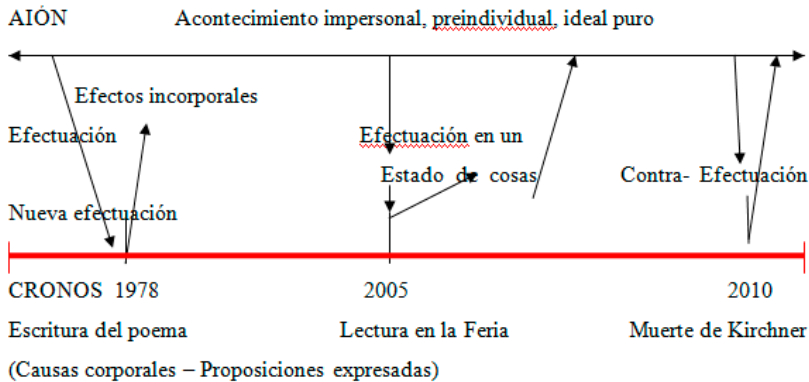 AIÓN Acontecimiento impersonal, preindividual, ideal puro
Efectos incorporales
Efectuación Efectuación en un
Estado de cosas Contra- Efectuación
Nueva efectuación
CRONOS 1978 2005 2010
Escritura del poema Lectura en la Feria Muerte de Kirchner
(Causas corporales – Proposiciones expresadas)